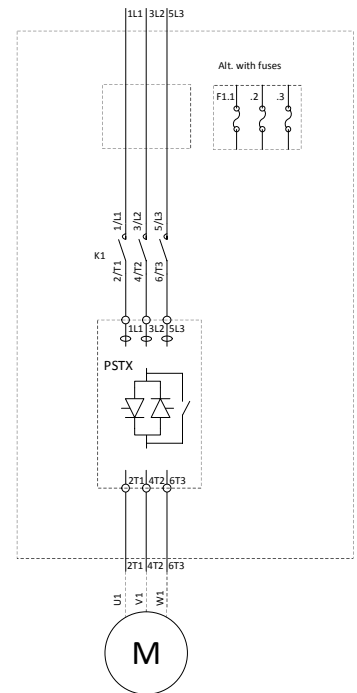 1L1 3L2 5L3
Alt. with fuses
F1.1 .2 .3
1/L1 3/L2 5/L3
K1
2/T1 4/T2 6/T3
1L1 3L2 5L3
PSTX
2T1 4T2 6T3
2T1 4T2 6T3
U1 V1 W1
M